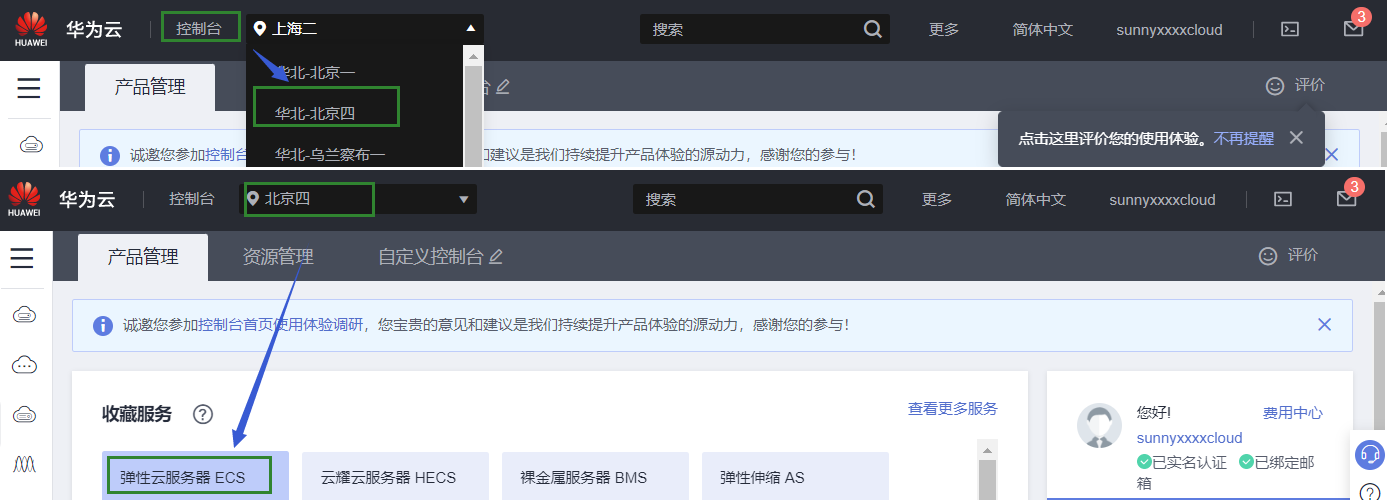 HUAWEI 华为云 控制台 上海二 搜索 更多 简体中文 sunnyxxxxcloud 3
华北-北京一
产品管理 评价
华北-北京四
点击这里评价您的使用体验。不再提醒
诚邀您参加控制台 华北-乌兰察布一 和建议是我们持续提升产品体验的源动力，感谢您的参与！
HUAWEI 华为云 控制台 北京四 搜索 更多 简体中文 sunnyxxxxcloud 3
产品管理 资源管理 自定义控制台 评价
诚邀您参加控制台首页使用体验调研，您宝贵的意见和建议是我们持续提升产品体验的源动力，感谢您的参与！
收藏服务 查看更多服务
弹性云服务器 ECS 云耀云服务器 HECS 裸金属服务器 BMS 弹性伸缩 AS
您好! 费用中心
sunnyxxxxcloud
已实名认证 已绑定邮
箱